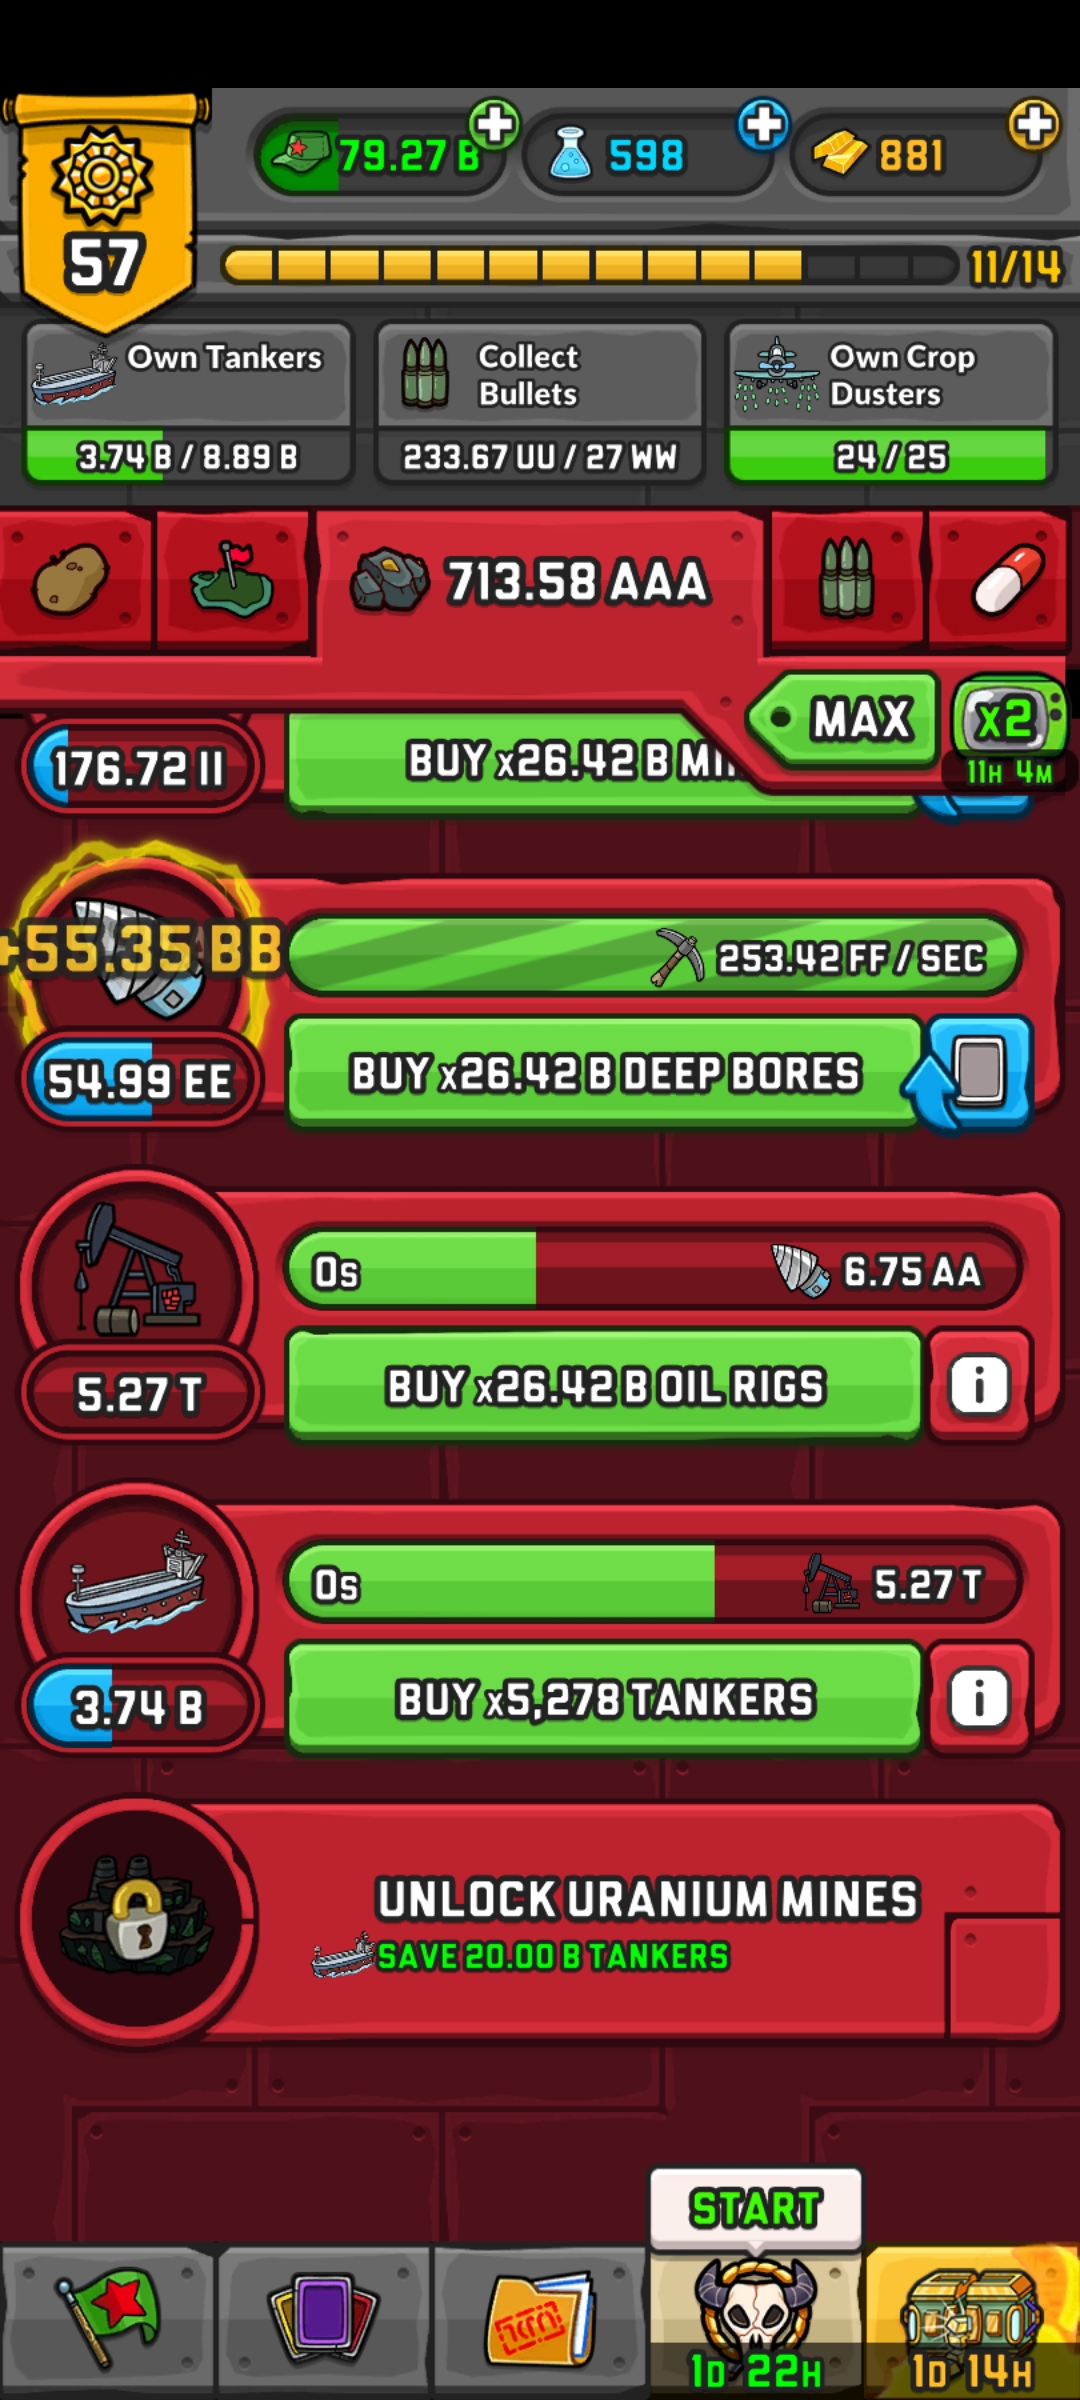 79.27 B
598
881
57
11/14
Own Tankers
3.74 B / 8.89 B
Collect
Bullets
233.67 UU / 27 WW
Own Crop
Dusters
24 / 25
713.58 AAA
MAX
x2
11H 4M
176.72 II
BUY x26.42 B
+55.35 BB
253.42 FF / SEC
54.99 EE
BUY x26.42 B DEEP BORES
0s
6.75 AA
5.27 T
BUY x26.42 B OIL RIGS
i
0s
5.27 T
3.74 B
BUY x5,278 TANKERS
i
UNLOCK URANIUM MINES
SAVE 20.00 B TANKERS
START
1D 22H
1D 14H